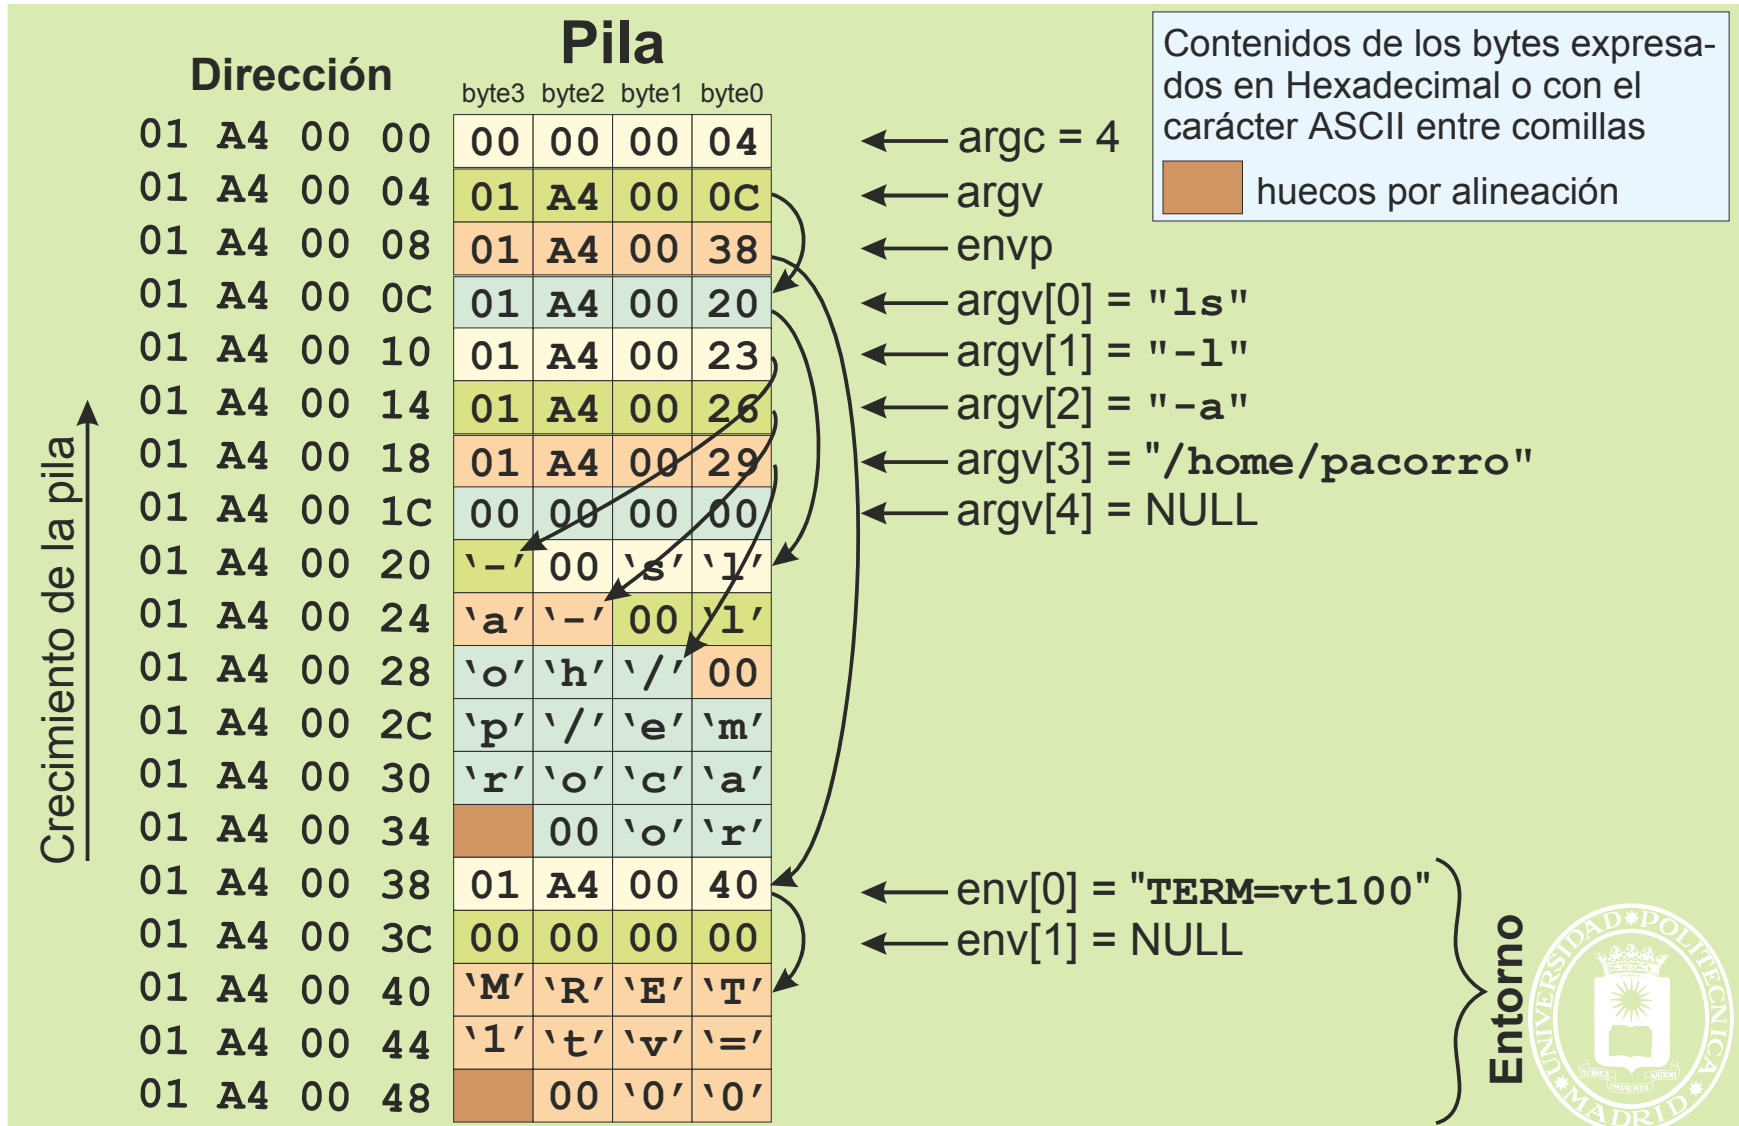 Pila
Dirección
byte3 byte2 byte1 byte0
Contenidos de los bytes expresa-
dos en Hexadecimal o con el
carácter ASCII entre comillas
huecos por alineación
01 A4 00 00 00 00 00 04 argc = 4
01 A4 00 04 01 A4 00 0C argv
01 A4 00 08 01 A4 00 38 envp
01 A4 00 0C 01 A4 00 20 argv[0] = "ls"
01 A4 00 10 01 A4 00 23 argv[1] = "-l"
01 A4 00 14 01 A4 00 26 argv[2] = "-a"
01 A4 00 18 01 A4 00 29 argv[3] = "/home/pacorro"
01 A4 00 1C 00 00 00 00 argv[4] = NULL
01 A4 00 20 ‘-’ 00 ‘s’ ‘l’
01 A4 00 24 ‘a’ ‘-’ 00 ‘l’
01 A4 00 28 ‘o’ ‘h’ ‘/’ 00
01 A4 00 2C ‘p’ ‘/’ ‘e’ ‘m’
01 A4 00 30 ‘r’ ‘o’ ‘c’ ‘a’
01 A4 00 34 00 ‘o’ ‘r’
01 A4 00 38 01 A4 00 40 env[0] = "TERM=vt100"
01 A4 00 3C 00 00 00 00 env[1] = NULL
01 A4 00 40 ‘M’ ‘R’ ‘E’ ‘T’
01 A4 00 44 ‘1’ ‘t’ ‘v’ ‘=’
01 A4 00 48 00 ‘0’ ‘0’
Crecimiento de la pila
Entorno
UNIVERSIDAD POLITECNICA
MADRID
TECHNICA IMPENDI NATIONI